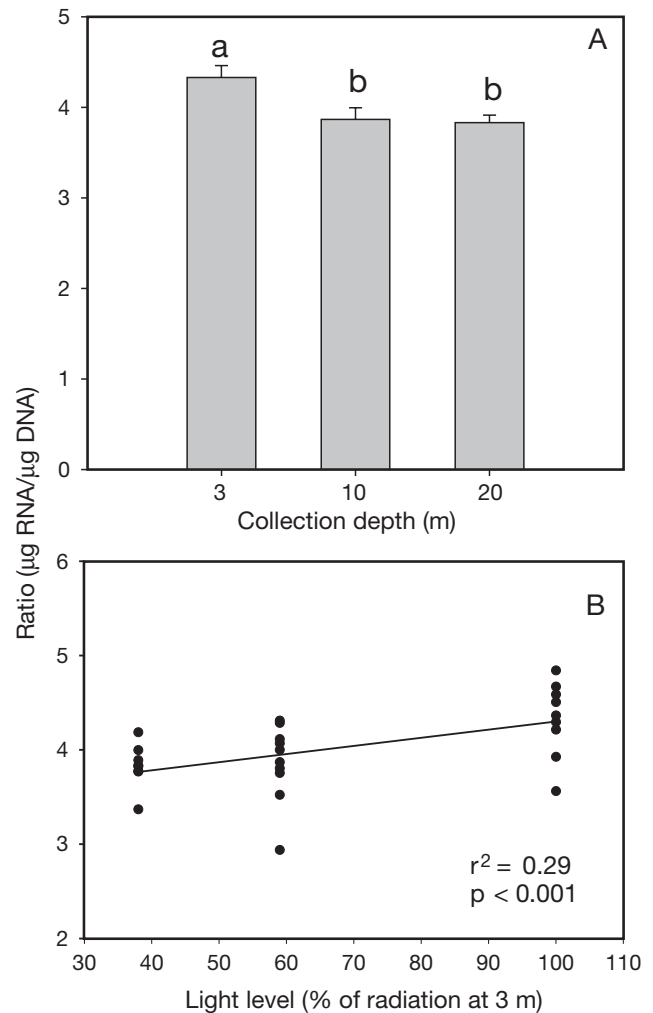 Ratio (µg RNA/µg DNA)
A
5
4
3
2
1
0
a
b
b
3 10 20
Collection depth (m)
B
6
5
4
3
2
r² = 0.29
p < 0.001
30 40 50 60 70 80 90 100 110
Light level (% of radiation at 3 m)